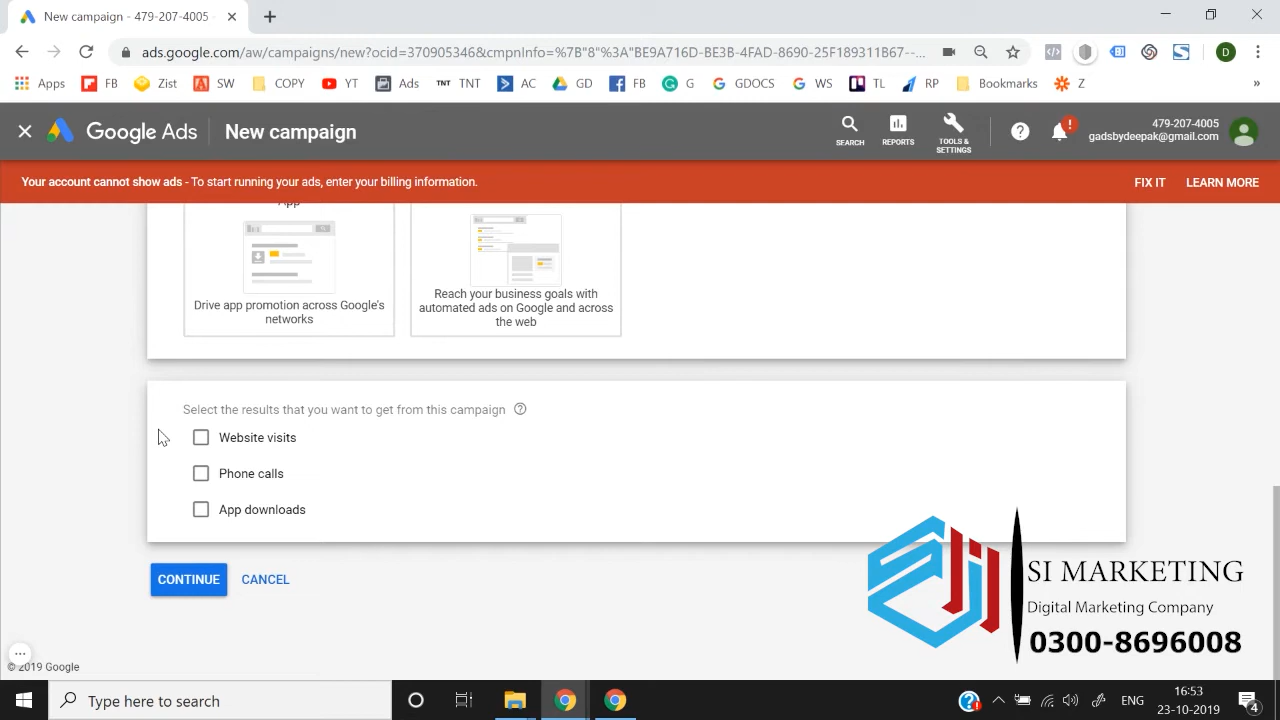 New campaign - 479-207-4005
ads.google.com/aw/campaigns/new?ocid=370905346&cmpnInfo=%7B"8"%3A"BE9A716D-BE3B-4FAD-8690-25F189311B67--...
Apps
FB
Zist
SW
COPY
YT
Ads
TNT TNT
AC
GD
FB
G
GDOCS
WS
TL
RP
Bookmarks
Z
»
Google Ads
New campaign
SEARCH
REPORTS
TOOLS &
SETTINGS
479-207-4005
gadsbydeepak@gmail.com
Your account cannot show ads - To start running your ads, enter your billing information.
FIX IT
LEARN MORE
App
Drive app promotion across Google's
networks
Reach your business goals with
automated ads on Google and across
the web
Select the results that you want to get from this campaign
Website visits
Phone calls
App downloads
CONTINUE
CANCEL
SI MARKETING
Digital Marketing Company
0300-8696008
© 2019 Google
Type here to search
ENG
16:53
23-10-2019
4